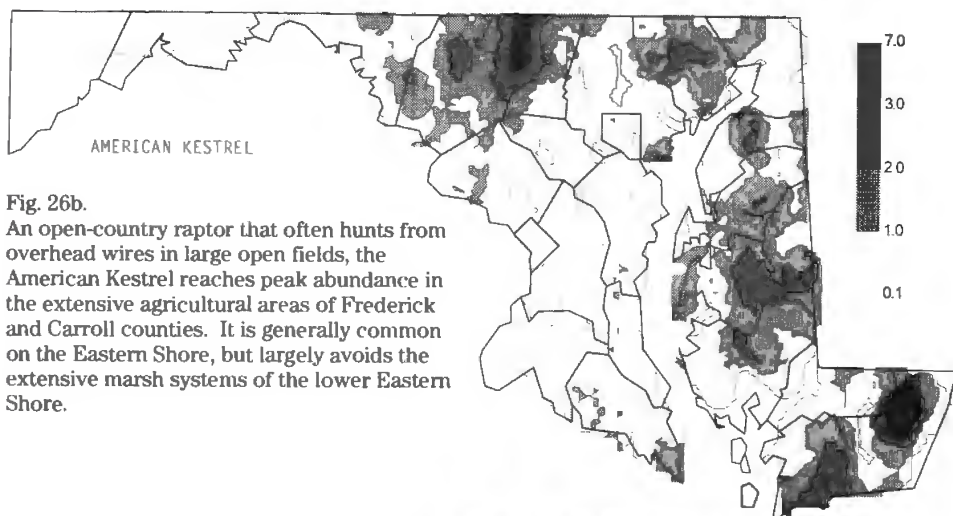 AMERICAN KESTREL
Fig. 26b.
An open-country raptor that often hunts from
overhead wires in large open fields, the
American Kestrel reaches peak abundance in
the extensive agricultural areas of Frederick
and Carroll counties. It is generally common
on the Eastern Shore, but largely avoids the
extensive marsh systems of the lower Eastern
Shore.
7.0
3.0
2.0
1.0
0.1